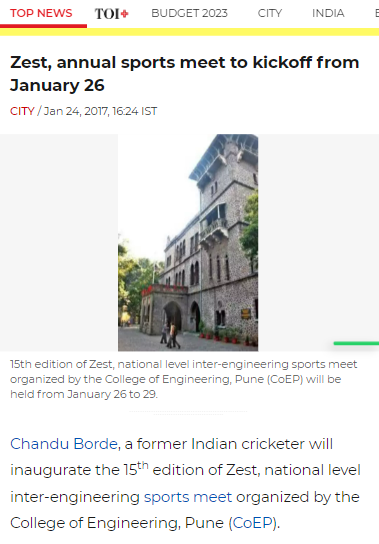 TOP NEWS TOI+ BUDGET 2023 CITY INDIA
Zest, annual sports meet to kickoff from
January 26
CITY / Jan 24, 2017, 16:24 IST
15th edition of Zest, national level inter-engineering sports meet
organized by the College of Engineering, Pune (CoEP) will be
held from January 26 to 29.
Chandu Borde, a former Indian cricketer will
inaugurate the 15th edition of Zest, national level
inter-engineering sports meet organized by the
College of Engineering, Pune (CoEP).